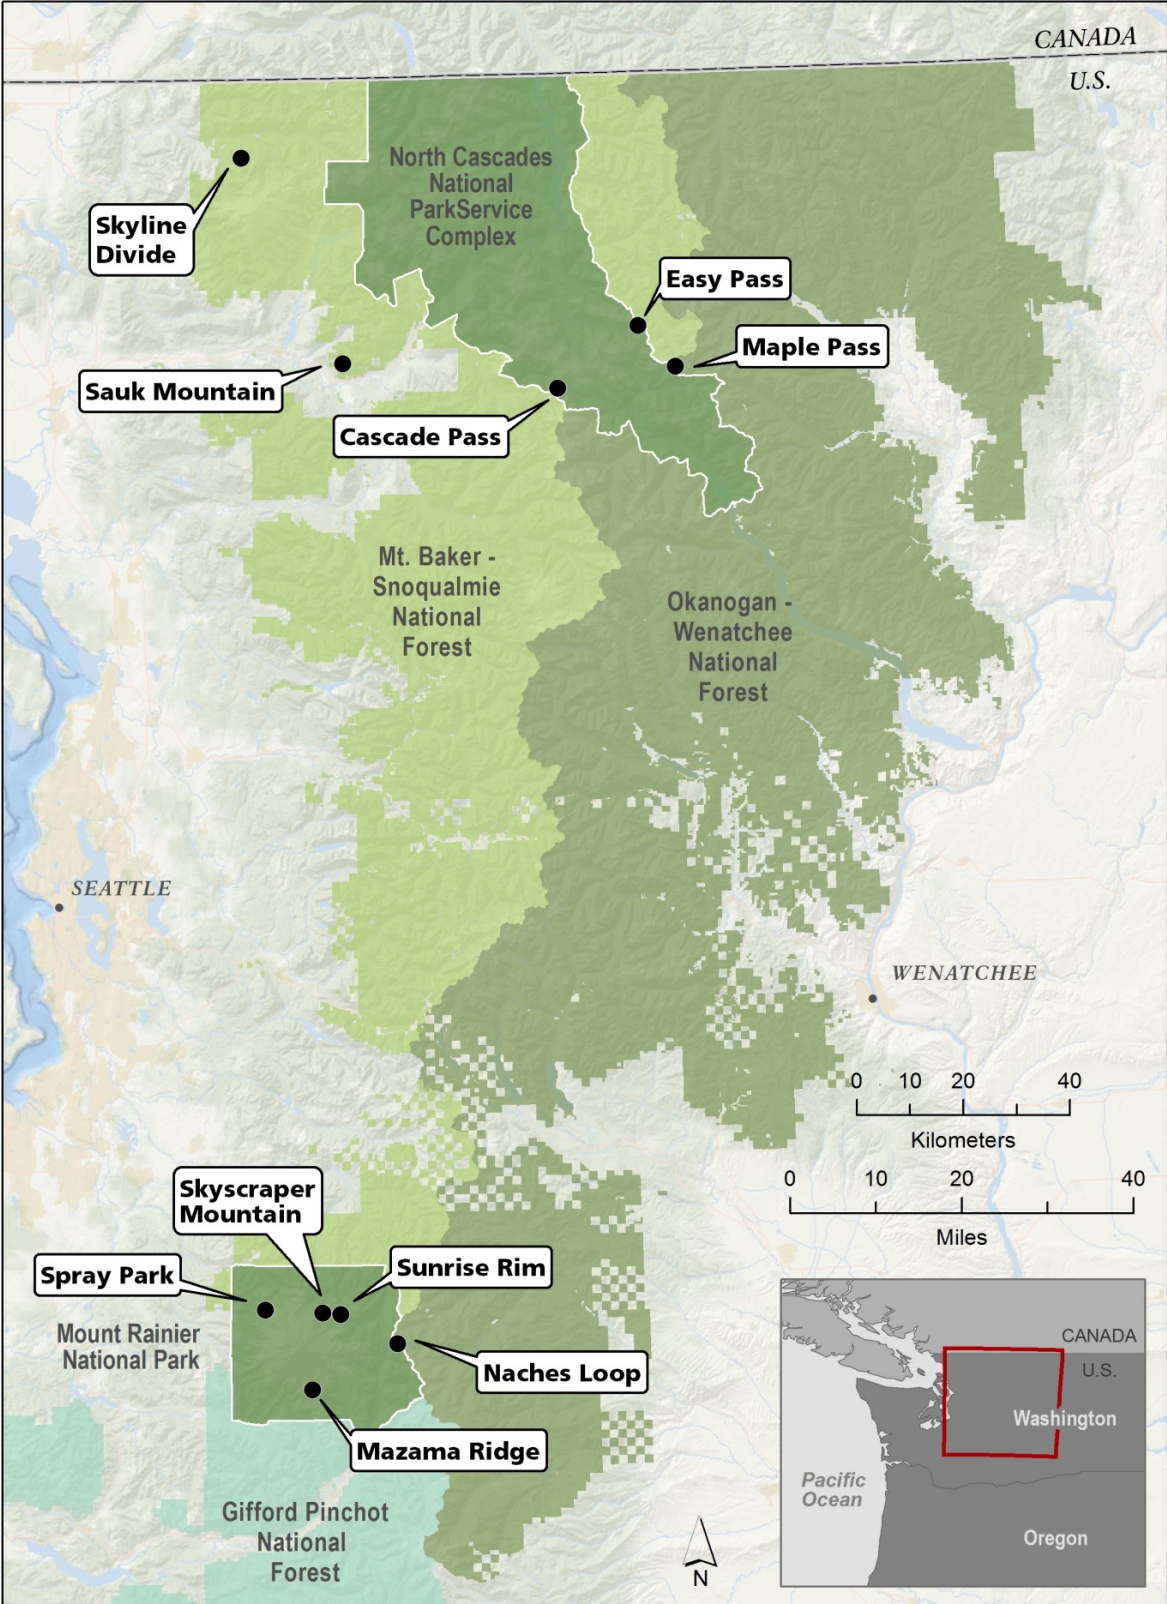 CANADA
U.S.
North Cascades
National
ParkService
Complex
Skyline
Divide
Easy Pass
Maple Pass
Sauk Mountain
Cascade Pass
Mt. Baker -
Snoqualmie
National
Forest
Okanogan -
Wenatchee
National
Forest
SEATTLE
WENATCHEE
0 10 20 40
Kilometers
0 10 20 40
Miles
Skyscraper
Mountain
Spray Park
Sunrise Rim
Mount Rainier
National Park
Naches Loop
Mazama Ridge
Gifford Pinchot
National
Forest
N
CANADA
U.S.
Washington
Pacific
Ocean
Oregon